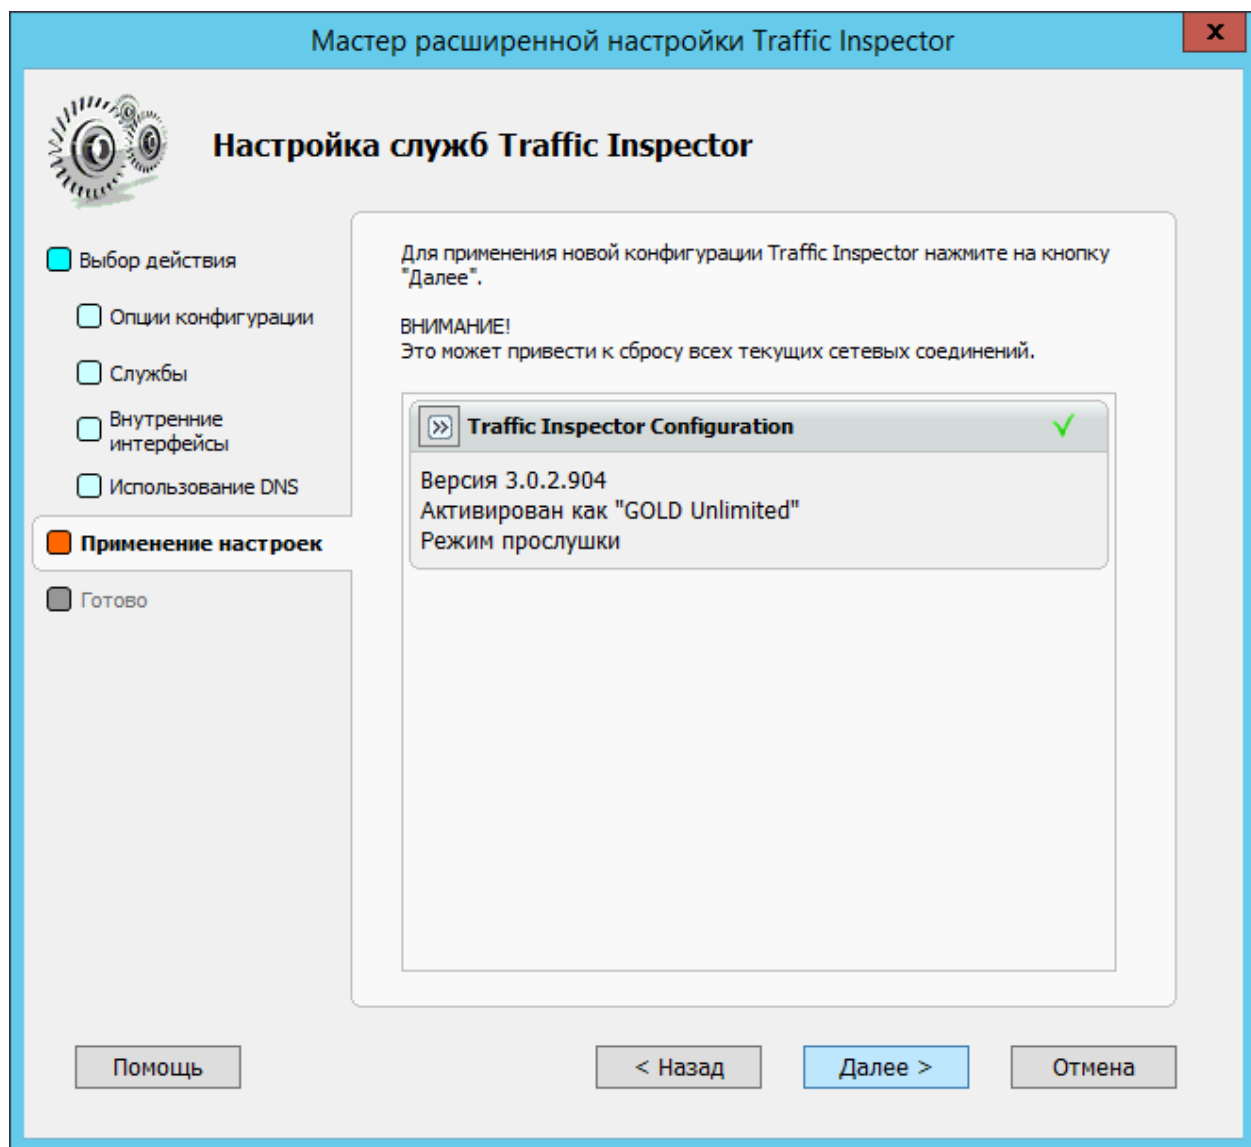 Мастер расширенной настройки Traffic Inspector
x
Настройка служб Traffic Inspector
Выбор действия
Опции конфигурации
Службы
Внутренние
интерфейсы
Использование DNS
Применение настроек
Готово
Для применения новой конфигурации Traffic Inspector нажмите на кнопку
"Далее".
ВНИМАНИЕ!
Это может привести к сбросу всех текущих сетевых соединений.
Traffic Inspector Configuration
Версия 3.0.2.904
Активирован как "GOLD Unlimited"
Режим прослушки
Помощь
< Назад
Далее >
Отмена